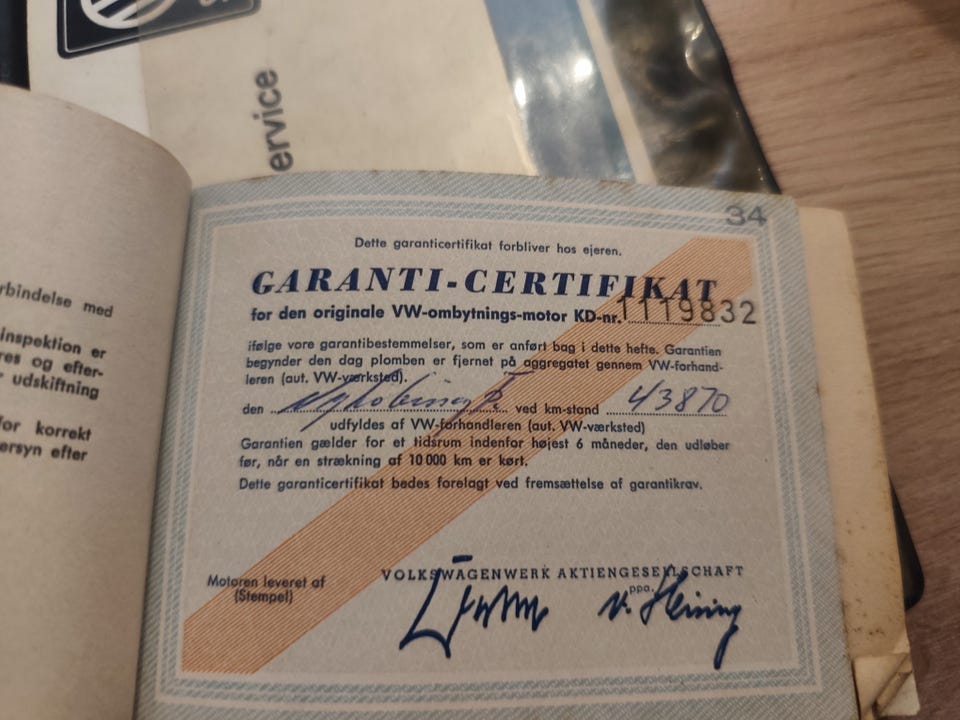 ervice
rbindelse med
inspektion er
res og efter-
r udskiftning
for korrekt
ersyn efter
34
Dette garanticertifikat forbliver hos ejeren.
GARANTI-CERTIFIKAT
for den originale VW-ombytnings-motor KD-nr. 1119832
ifølge vore garantibestemmelser, som er anført bag i dette hefte. Garantien
begynder den dag plomben er fjernet på aggregatet gennem VW-forhand-
leren (aut. VW-værksted).
den Nykøbing F. ved km-stand 43870
udfyldes af VW-forhandleren (aut. VW-værksted)
Garantien gælder for et tidsrum indenfor højest 6 måneder, den udløber
før, når en strækning af 10 000 km er kørt.
Dette garanticertifikat bedes forelagt ved fremsættelse af garantikrav.
Motoren leveret af
(Stempel)
VOLKSWAGENWERK AKTIENGESELLSCHAFT
ppa.